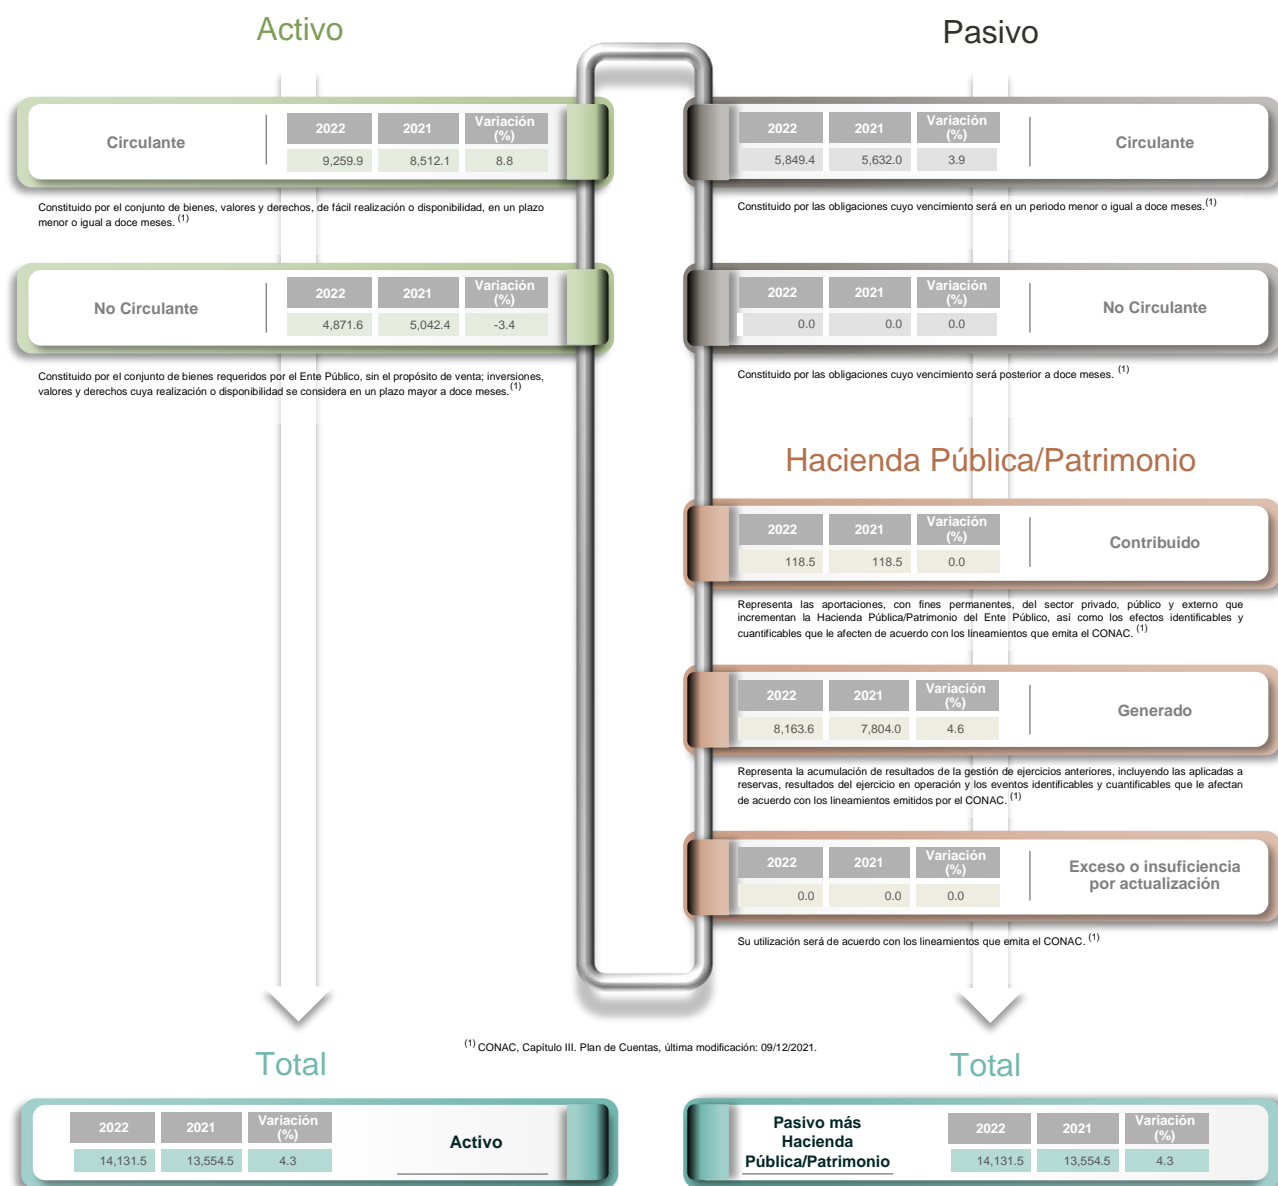 Activo
Circulante
2022 2021 Variación (%)
9,259.9 8,512.1 8.8
Constituido por el conjunto de bienes, valores y derechos, de fácil realización o disponibilidad, en un plazo
menor o igual a doce meses. (1)
No Circulante
2022 2021 Variación (%)
4,871.6 5,042.4 -3.4
Constituido por el conjunto de bienes requeridos por el Ente Público, sin el propósito de venta; inversiones,
valores y derechos cuya realización o disponibilidad se considera en un plazo mayor a doce meses. (1)
Pasivo
2022 2021 Variación (%)
5,849.4 5,632.0 3.9
Circulante
Constituido por las obligaciones cuyo vencimiento será en un periodo menor o igual a doce meses. (1)
2022 2021 Variación (%)
0.0 0.0 0.0
No Circulante
Constituido por las obligaciones cuyo vencimiento será posterior a doce meses. (1)
Hacienda Pública/Patrimonio
2022 2021 Variación (%)
118.5 118.5 0.0
Contribuido
Representa las aportaciones, con fines permanentes, del sector privado, público y externo que
incrementan la Hacienda Pública/Patrimonio del Ente Público, así como los efectos identificables y
cuantificables que le afecten de acuerdo con los lineamientos que emita el CONAC. (1)
2022 2021 Variación (%)
8,163.6 7,804.0 4.6
Generado
Representa la acumulación de resultados de la gestión de ejercicios anteriores, incluyendo las aplicadas a
reservas, resultados del ejercicio en operación y los eventos identificables y cuantificables que le afectan
de acuerdo con los lineamientos emitidos por el CONAC. (1)
2022 2021 Variación (%)
0.0 0.0 0.0
Exceso o insuficiencia
por actualización
Su utilización será de acuerdo con los lineamientos que emita el CONAC. (1)
(1) CONAC, Capítulo III. Plan de Cuentas, última modificación: 09/12/2021.
Total
2022 2021 Variación (%)
14,131.5 13,554.5 4.3
Activo
Total
Pasivo más
Hacienda
Pública/Patrimonio
2022 2021 Variación (%)
14,131.5 13,554.5 4.3